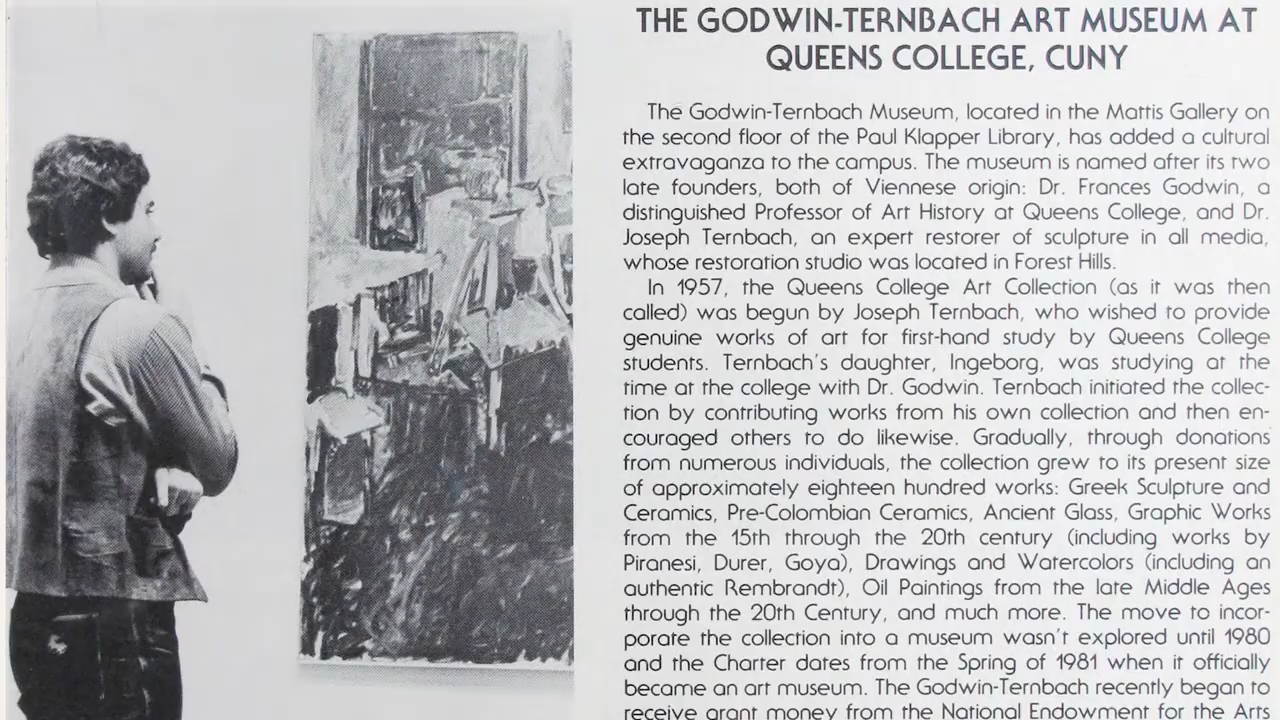 THE GODWIN-TERNBACH ART MUSEUM AT
QUEENS COLLEGE, CUNY
The Godwin-Ternbach Museum, located in the Mattis Gallery on
the second floor of the Paul Klapper Library, has added a cultural
extravaganza to the campus. The museum is named after its two
late founders, both of Viennese origin: Dr. Frances Godwin, a
distinguished Professor of Art History at Queens College, and Dr.
Joseph Ternbach, an expert restorer of sculpture in all media,
whose restoration studio was located in Forest Hills.
In 1957, the Queens College Art Collection (as it was then
called) was begun by Joseph Ternbach, who wished to provide
genuine works of art for first-hand study by Queens College
students. Ternbach's daughter, Ingeborg, was studying at the
time at the college with Dr. Godwin. Ternbach initiated the collec-
tion by contributing works from his own collection and then en-
couraged others to do likewise. Gradually, through donations
from numerous individuals, the collection grew to its present size
of approximately eighteen hundred works: Greek Sculpture and
Ceramics, Pre-Colombian Ceramics, Ancient Glass, Graphic Works
from the 15th through the 20th century (including works by
Piranesi, Durer, Goya), Drawings and Watercolors (including an
authentic Rembrandt), Oil Paintings from the late Middle Ages
through the 20th Century, and much more. The move to incor-
porate the collection into a museum wasn't explored until 1980
and the Charter dates from the Spring of 1981 when it officially
became an art museum. The Godwin-Ternbach recently began to
receive grant money from the National Endowment for the Arts